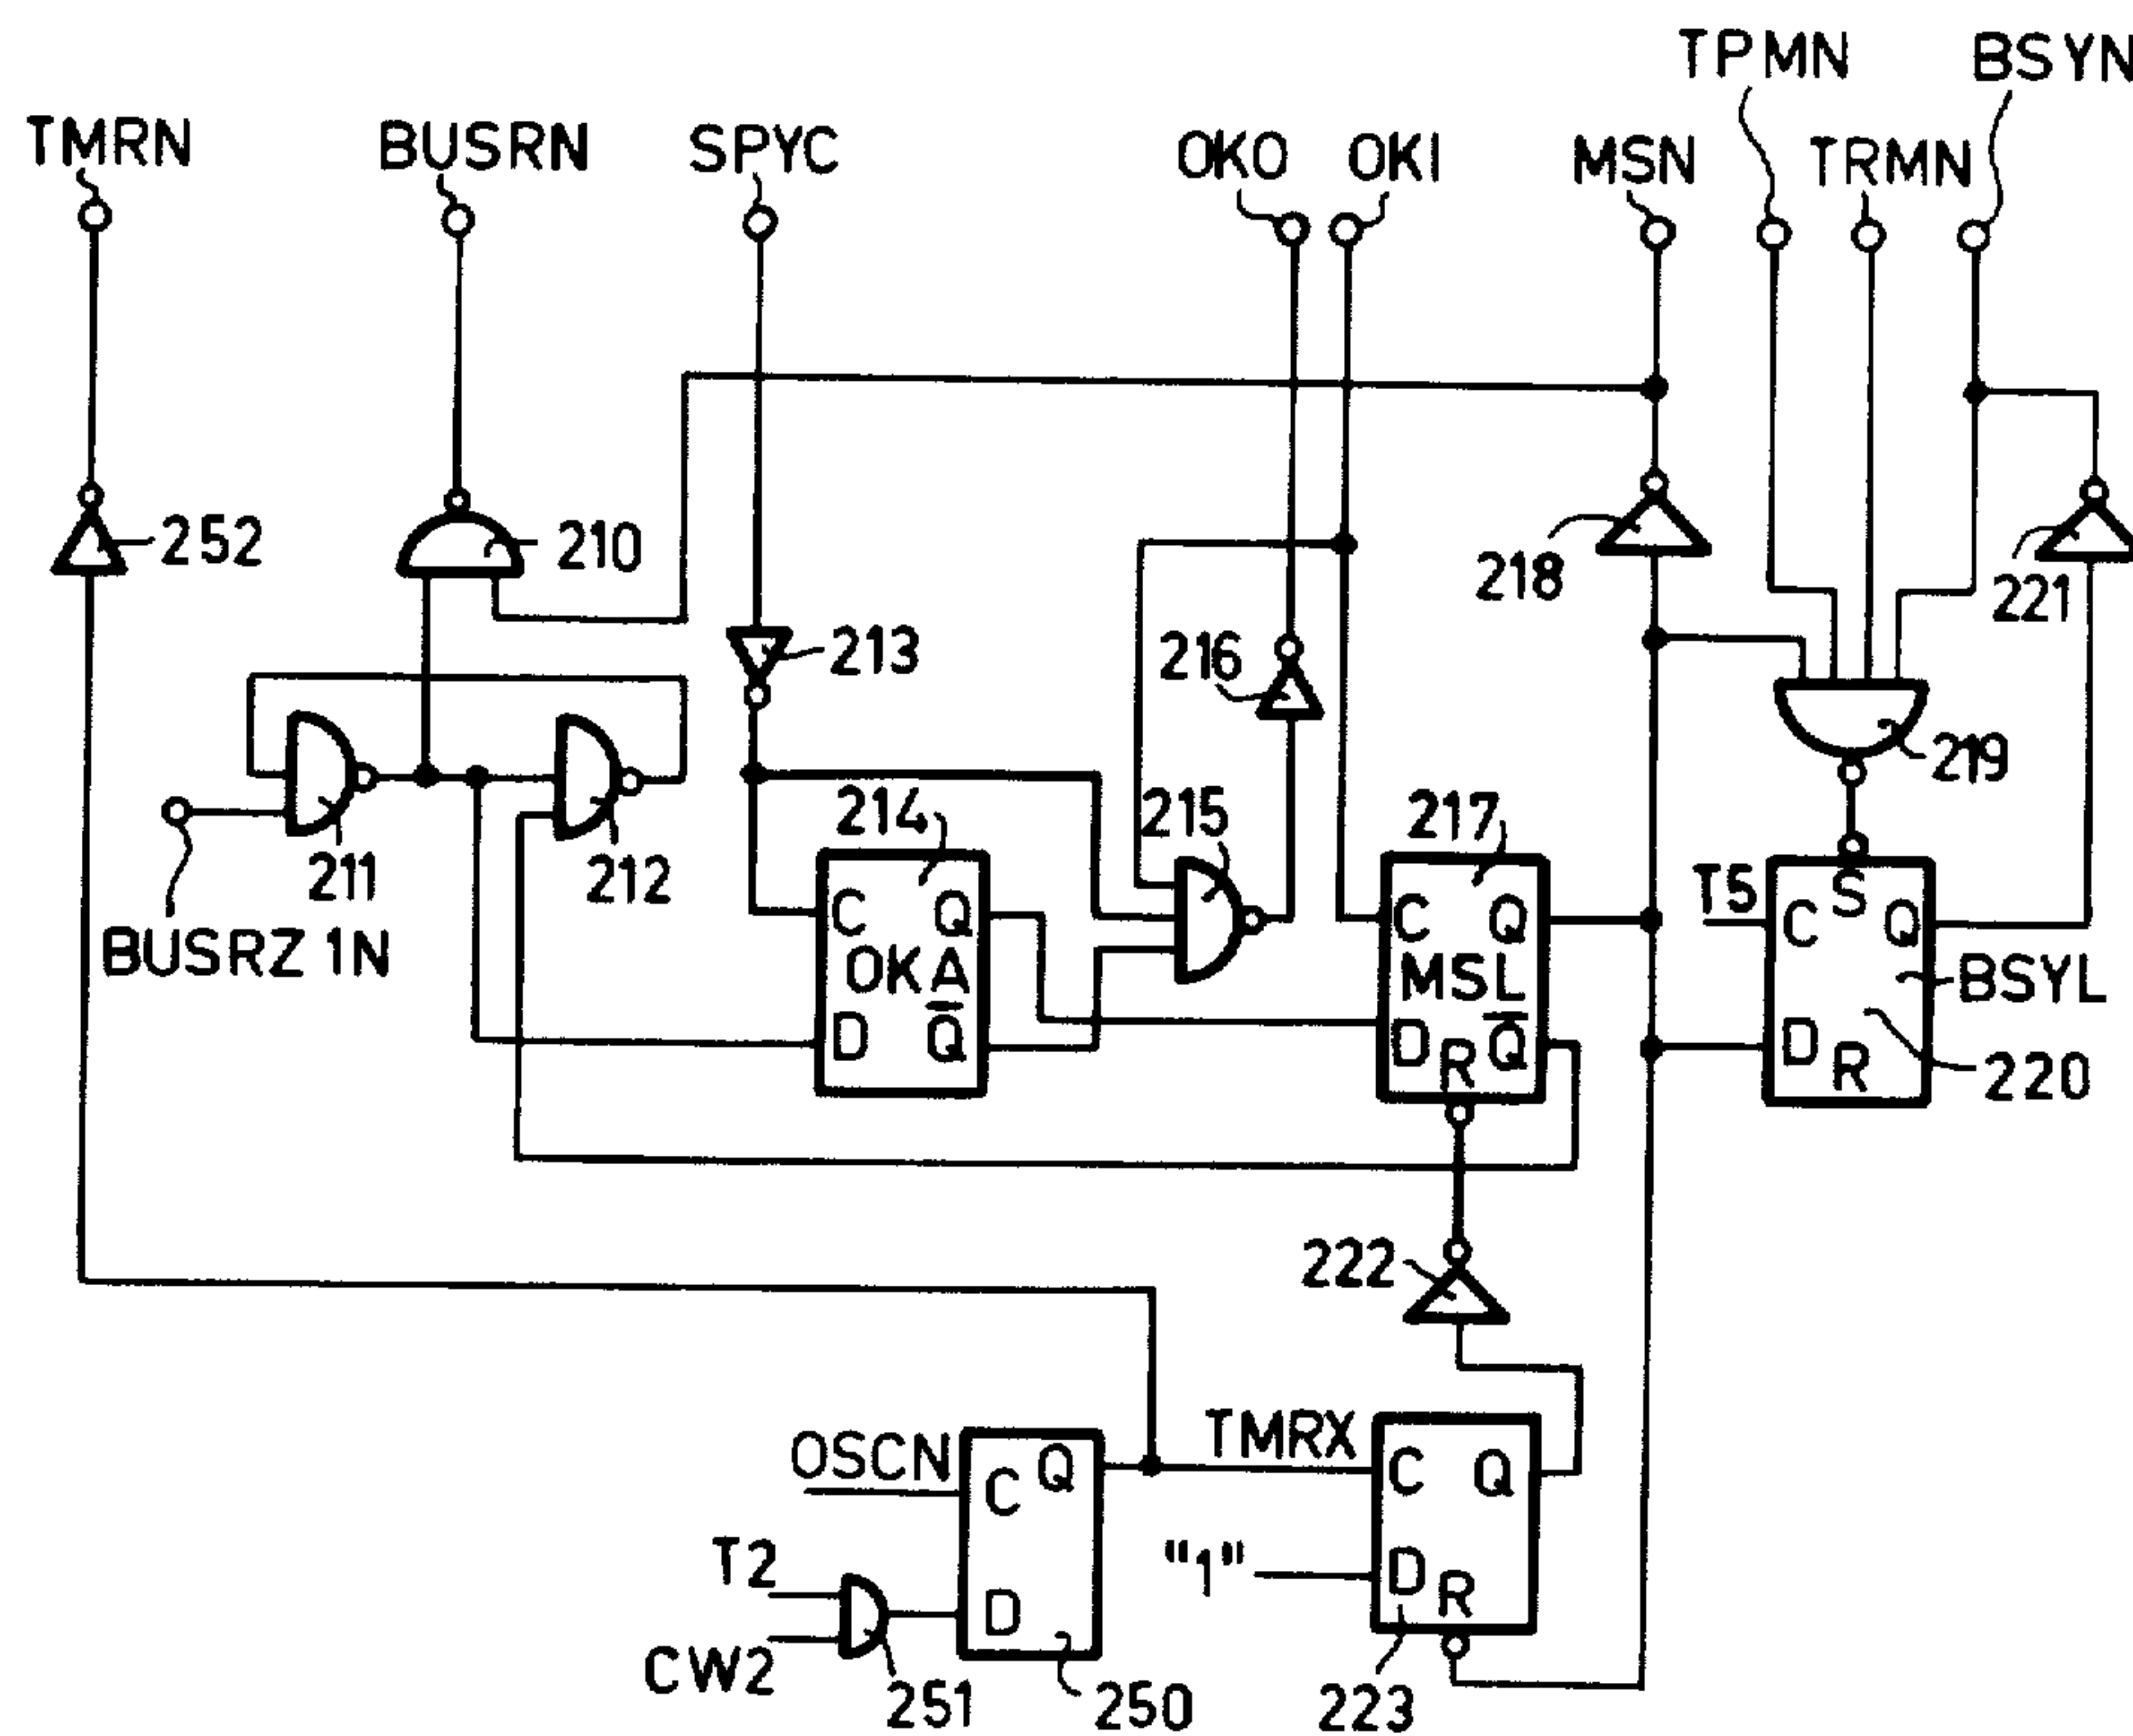 TPMN BSYN
TMRN BUSRN SPYC OKO OKI MSN TRMN
252 210 218 221
213 216
219
214 215 217
211 212
T5 C S Q
C Q C Q
BUSRZ 1N
OKA MSL BSYL
D Q D R Q D R 220
222
OSCN C Q TMRX C Q
T2 "1" D R
D
CW2
251 250 223